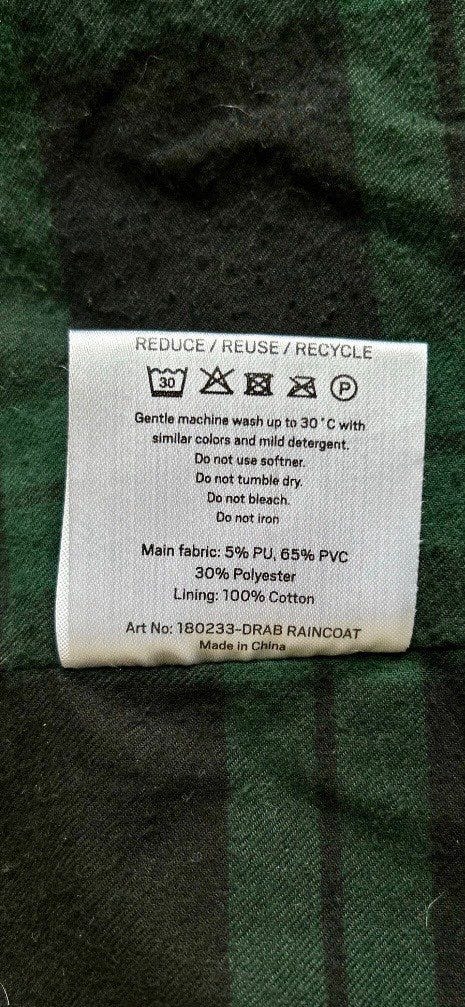 REDUCE / REUSE / RECYCLE
30 P
Gentle machine wash up to 30 °C with
similar colors and mild detergent.
Do not use softner.
Do not tumble dry.
Do not bleach.
Do not iron
Main fabric: 5% PU, 65% PVC
30% Polyester
Lining: 100% Cotton
Art No: 180233-DRAB RAINCOAT
Made in China